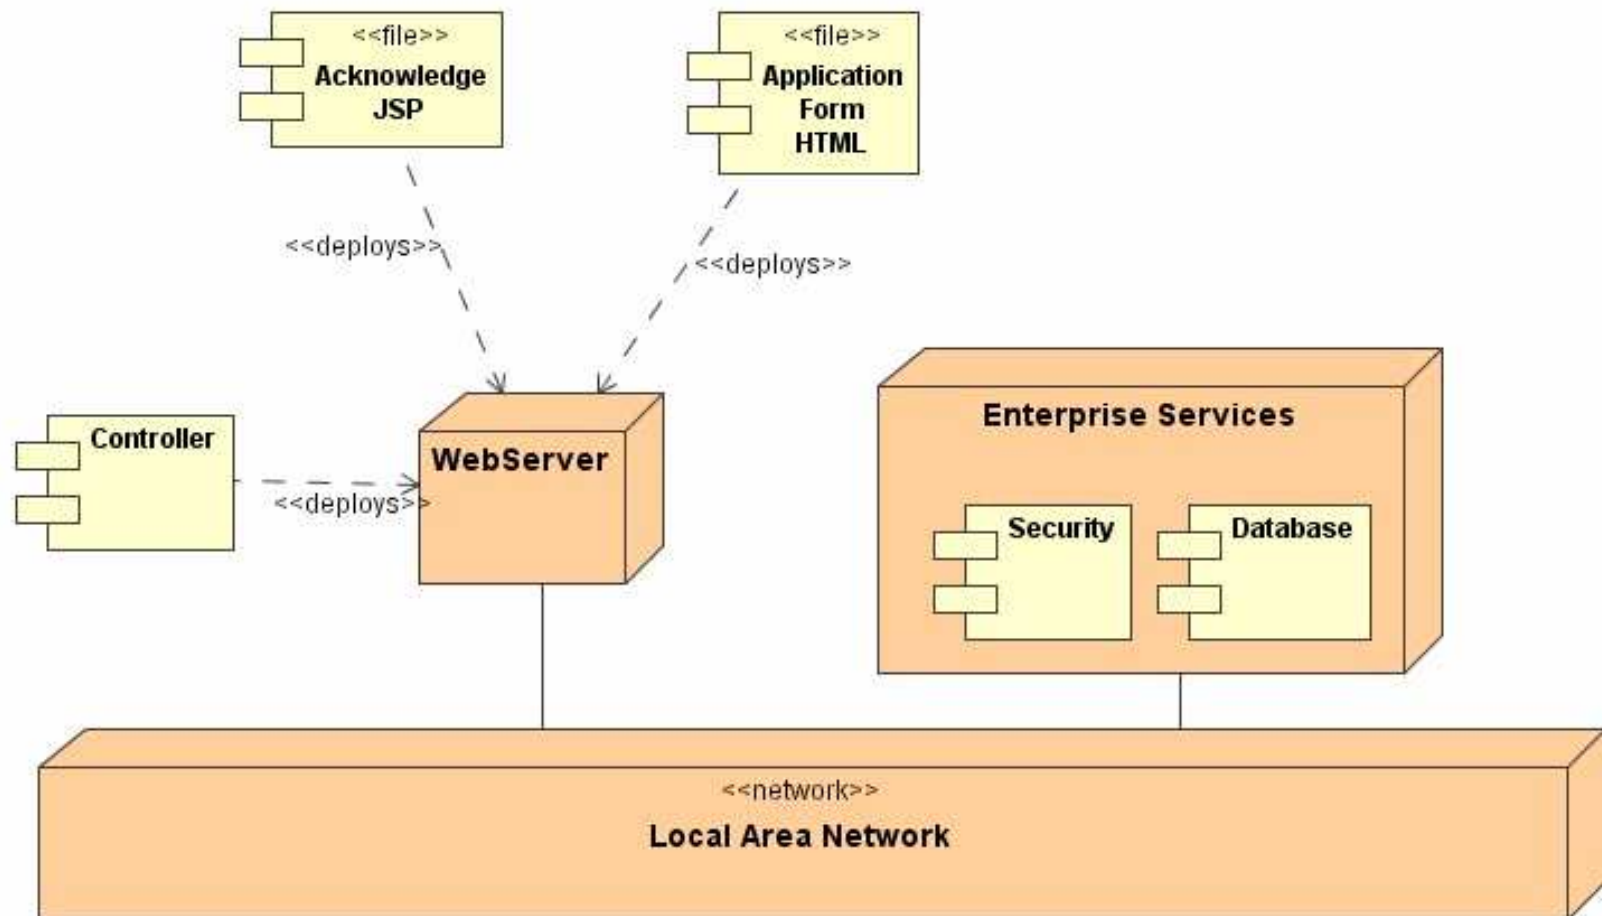 <<file>>
Acknowledge
JSP
<<file>>
Application
Form
HTML
<<deploys>>
<<deploys>>
Controller
<<deploys>>
WebServer
Enterprise Services
Security
Database
<<network>>
Local Area Network